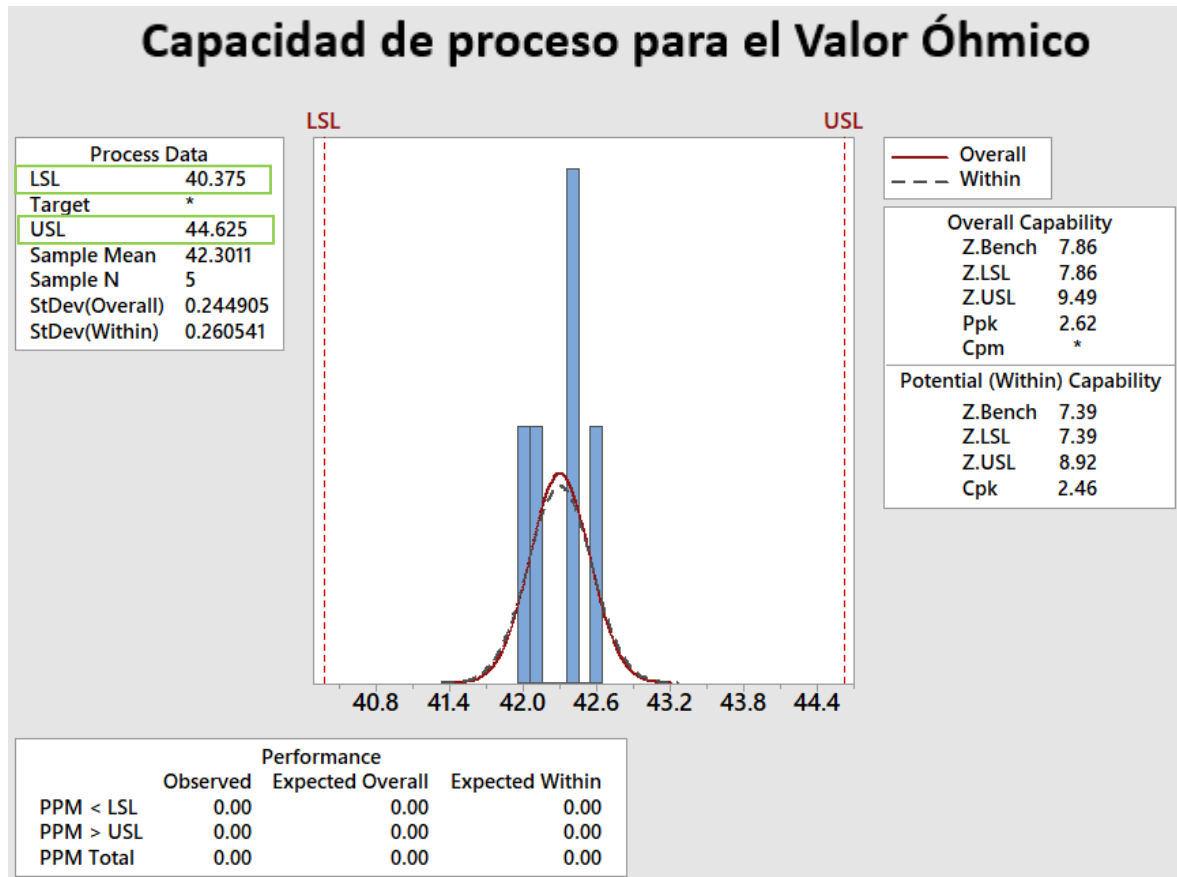 Capacidad de proceso para el Valor Óhmico
LSL
USL
Process Data
LSL 40.375
Target *
USL 44.625
Sample Mean 42.3011
Sample N 5
StDev(Overall) 0.244905
StDev(Within) 0.260541
Overall
Within
Overall Capability
Z.Bench 7.86
Z.LSL 7.86
Z.USL 9.49
Ppk 2.62
Cpm *
Potential (Within) Capability
Z.Bench 7.39
Z.LSL 7.39
Z.USL 8.92
Cpk 2.46
40.8 41.4 42.0 42.6 43.2 43.8 44.4
Performance
Observed Expected Overall Expected Within
PPM < LSL 0.00 0.00 0.00
PPM > USL 0.00 0.00 0.00
PPM Total 0.00 0.00 0.00